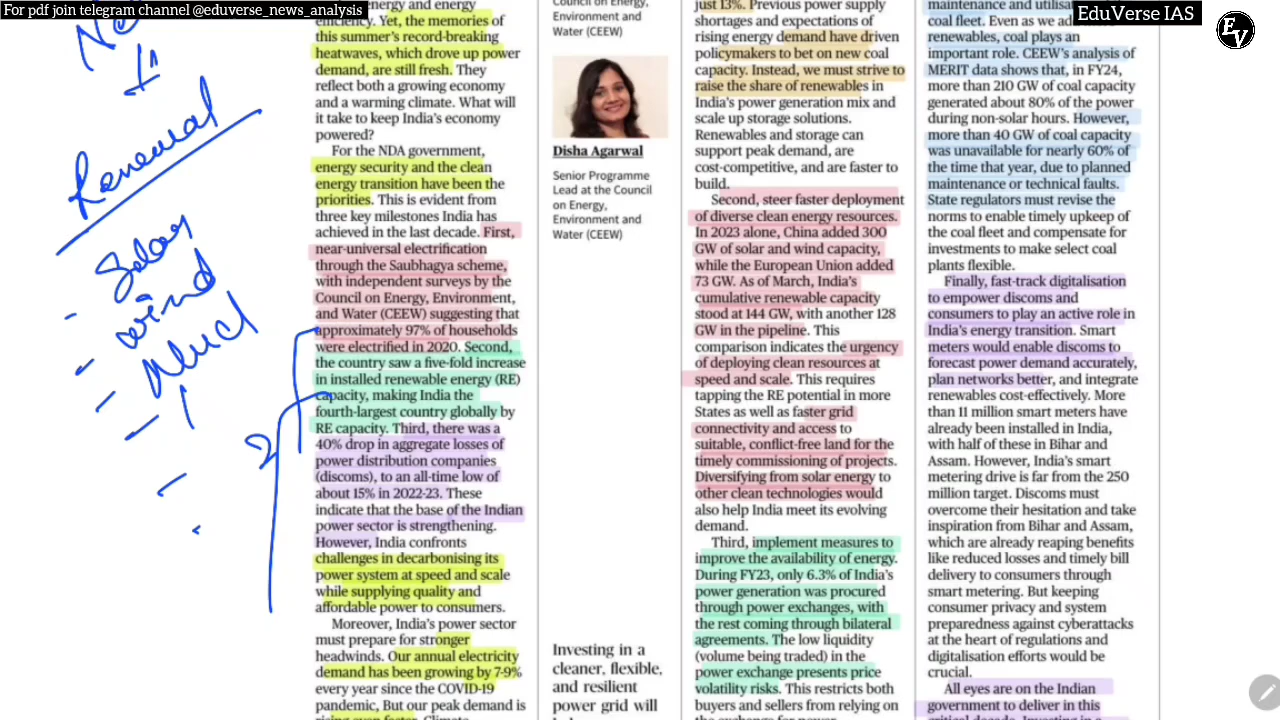 For pdf join telegram channel @eduverse_news_analysis
EduVerse IAS
EV
Renewal
- Solar
- wind
2
energy and energy
efficiency. Yet, the memories of
this summer's record-breaking
heatwaves, which drove up power
demand, are still fresh. They
reflect both a growing economy
and a warming climate. What will
it take to keep India's economy
powered?
For the NDA government,
energy security and the clean
energy transition have been the
priorities. This is evident from
three key milestones India has
achieved in the last decade. First,
near-universal electrification
through the Saubhagya scheme,
with independent surveys by the
Council on Energy, Environment,
and Water (CEEW) suggesting that
approximately 97% of households
were electrified in 2020. Second,
the country saw a five-fold increase
in installed renewable energy (RE)
capacity, making India the
fourth-largest country globally by
RE capacity. Third, there was a
40% drop in aggregate losses of
power distribution companies
(discoms), to an all-time low of
about 15% in 2022-23. These
indicate that the base of the Indian
power sector is strengthening.
However, India confronts
challenges in decarbonising its
power system at speed and scale
while supplying quality and
affordable power to consumers.
Moreover, India's power sector
must prepare for stronger
headwinds. Our annual electricity
demand has been growing by 7-9%
every year since the COVID-19
pandemic, But our peak demand is
rising even faster. Climate
Council on Energy,
Environment and
Water (CEEW)
Disha Agarwal
Senior Programme
Lead at the Council
on Energy,
Environment and
Water (CEEW)
Investing in a
cleaner, flexible,
and resilient
power grid will
just 13%. Previous power supply
shortages and expectations of
rising energy demand have driven
policymakers to bet on new coal
capacity. Instead, we must strive to
raise the share of renewables in
India's power generation mix and
scale up storage solutions.
Renewables and storage can
support peak demand, are
cost-competitive, and are faster to
build.
Second, steer faster deployment
of diverse clean energy resources.
In 2023 alone, China added 300
GW of solar and wind capacity,
while the European Union added
73 GW. As of March, India's
cumulative renewable capacity
stood at 144 GW, with another 128
GW in the pipeline. This
comparison indicates the urgency
of deploying clean resources at
speed and scale. This requires
tapping the RE potential in more
States as well as faster grid
connectivity and access to
suitable, conflict-free land for the
timely commissioning of projects.
Diversifying from solar energy to
other clean technologies would
also help India meet its evolving
demand.
Third, implement measures to
improve the availability of energy.
During FY23, only 6.3% of India's
power generation was procured
through power exchanges, with
the rest coming through bilateral
agreements. The low liquidity
(volume being traded) in the
power exchange presents price
volatility risks. This restricts both
buyers and sellers from relying on
the exchange for power
maintenance and
coal fleet. Even as we
renewables, coal plays an
important role. CEEW's analysis of
MERIT data shows that, in FY24,
more than 210 GW of coal capacity
generated about 80% of the power
during non-solar hours. However,
more than 40 GW of coal capacity
was unavailable for nearly 60% of
the time that year, due to planned
maintenance or technical faults.
State regulators must revise the
norms to enable timely upkeep of
the coal fleet and compensate for
investments to make select coal
plants flexible.
Finally, fast-track digitalisation
to empower discoms and
consumers to play an active role in
India's energy transition. Smart
meters would enable discoms to
forecast power demand accurately,
plan networks better, and integrate
renewables cost-effectively. More
than 11 million smart meters have
already been installed in India,
with half of these in Bihar and
Assam. However, India's smart
metering drive is far from the 250
million target. Discoms must
overcome their hesitation and take
inspiration from Bihar and Assam,
which are already reaping benefits
like reduced losses and timely bill
delivery to consumers through
smart metering. But keeping
consumer privacy and system
preparedness against cyberattacks
at the heart of regulations and
digitalisation efforts would be
crucial.
All eyes are on the Indian
government to deliver in this